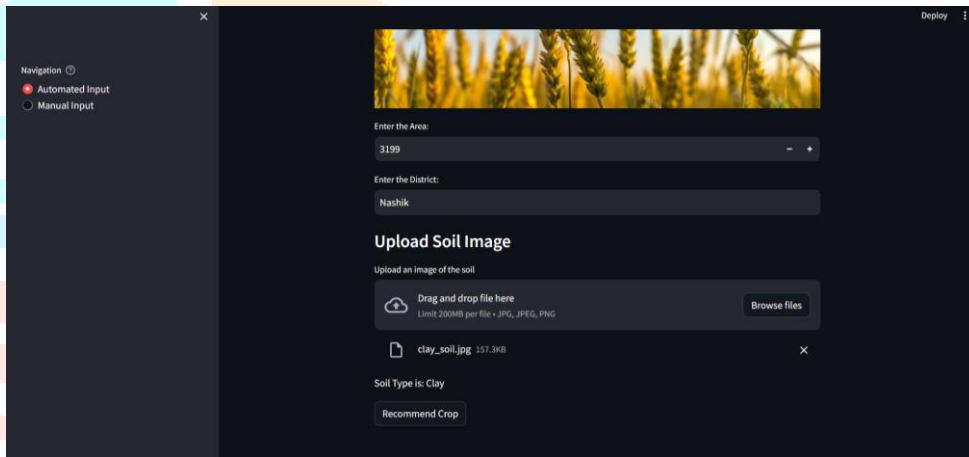 Deploy
Navigation
Automated Input
Manual Input
Enter the Area:
3199
Enter the District:
Nashik
Upload Soil Image
Upload an image of the soil
Drag and drop file here
Limit 200MB per file • JPG, JPEG, PNG
Browse files
clay_soil.jpg 157.3KB
Soil Type is: Clay
Recommend Crop